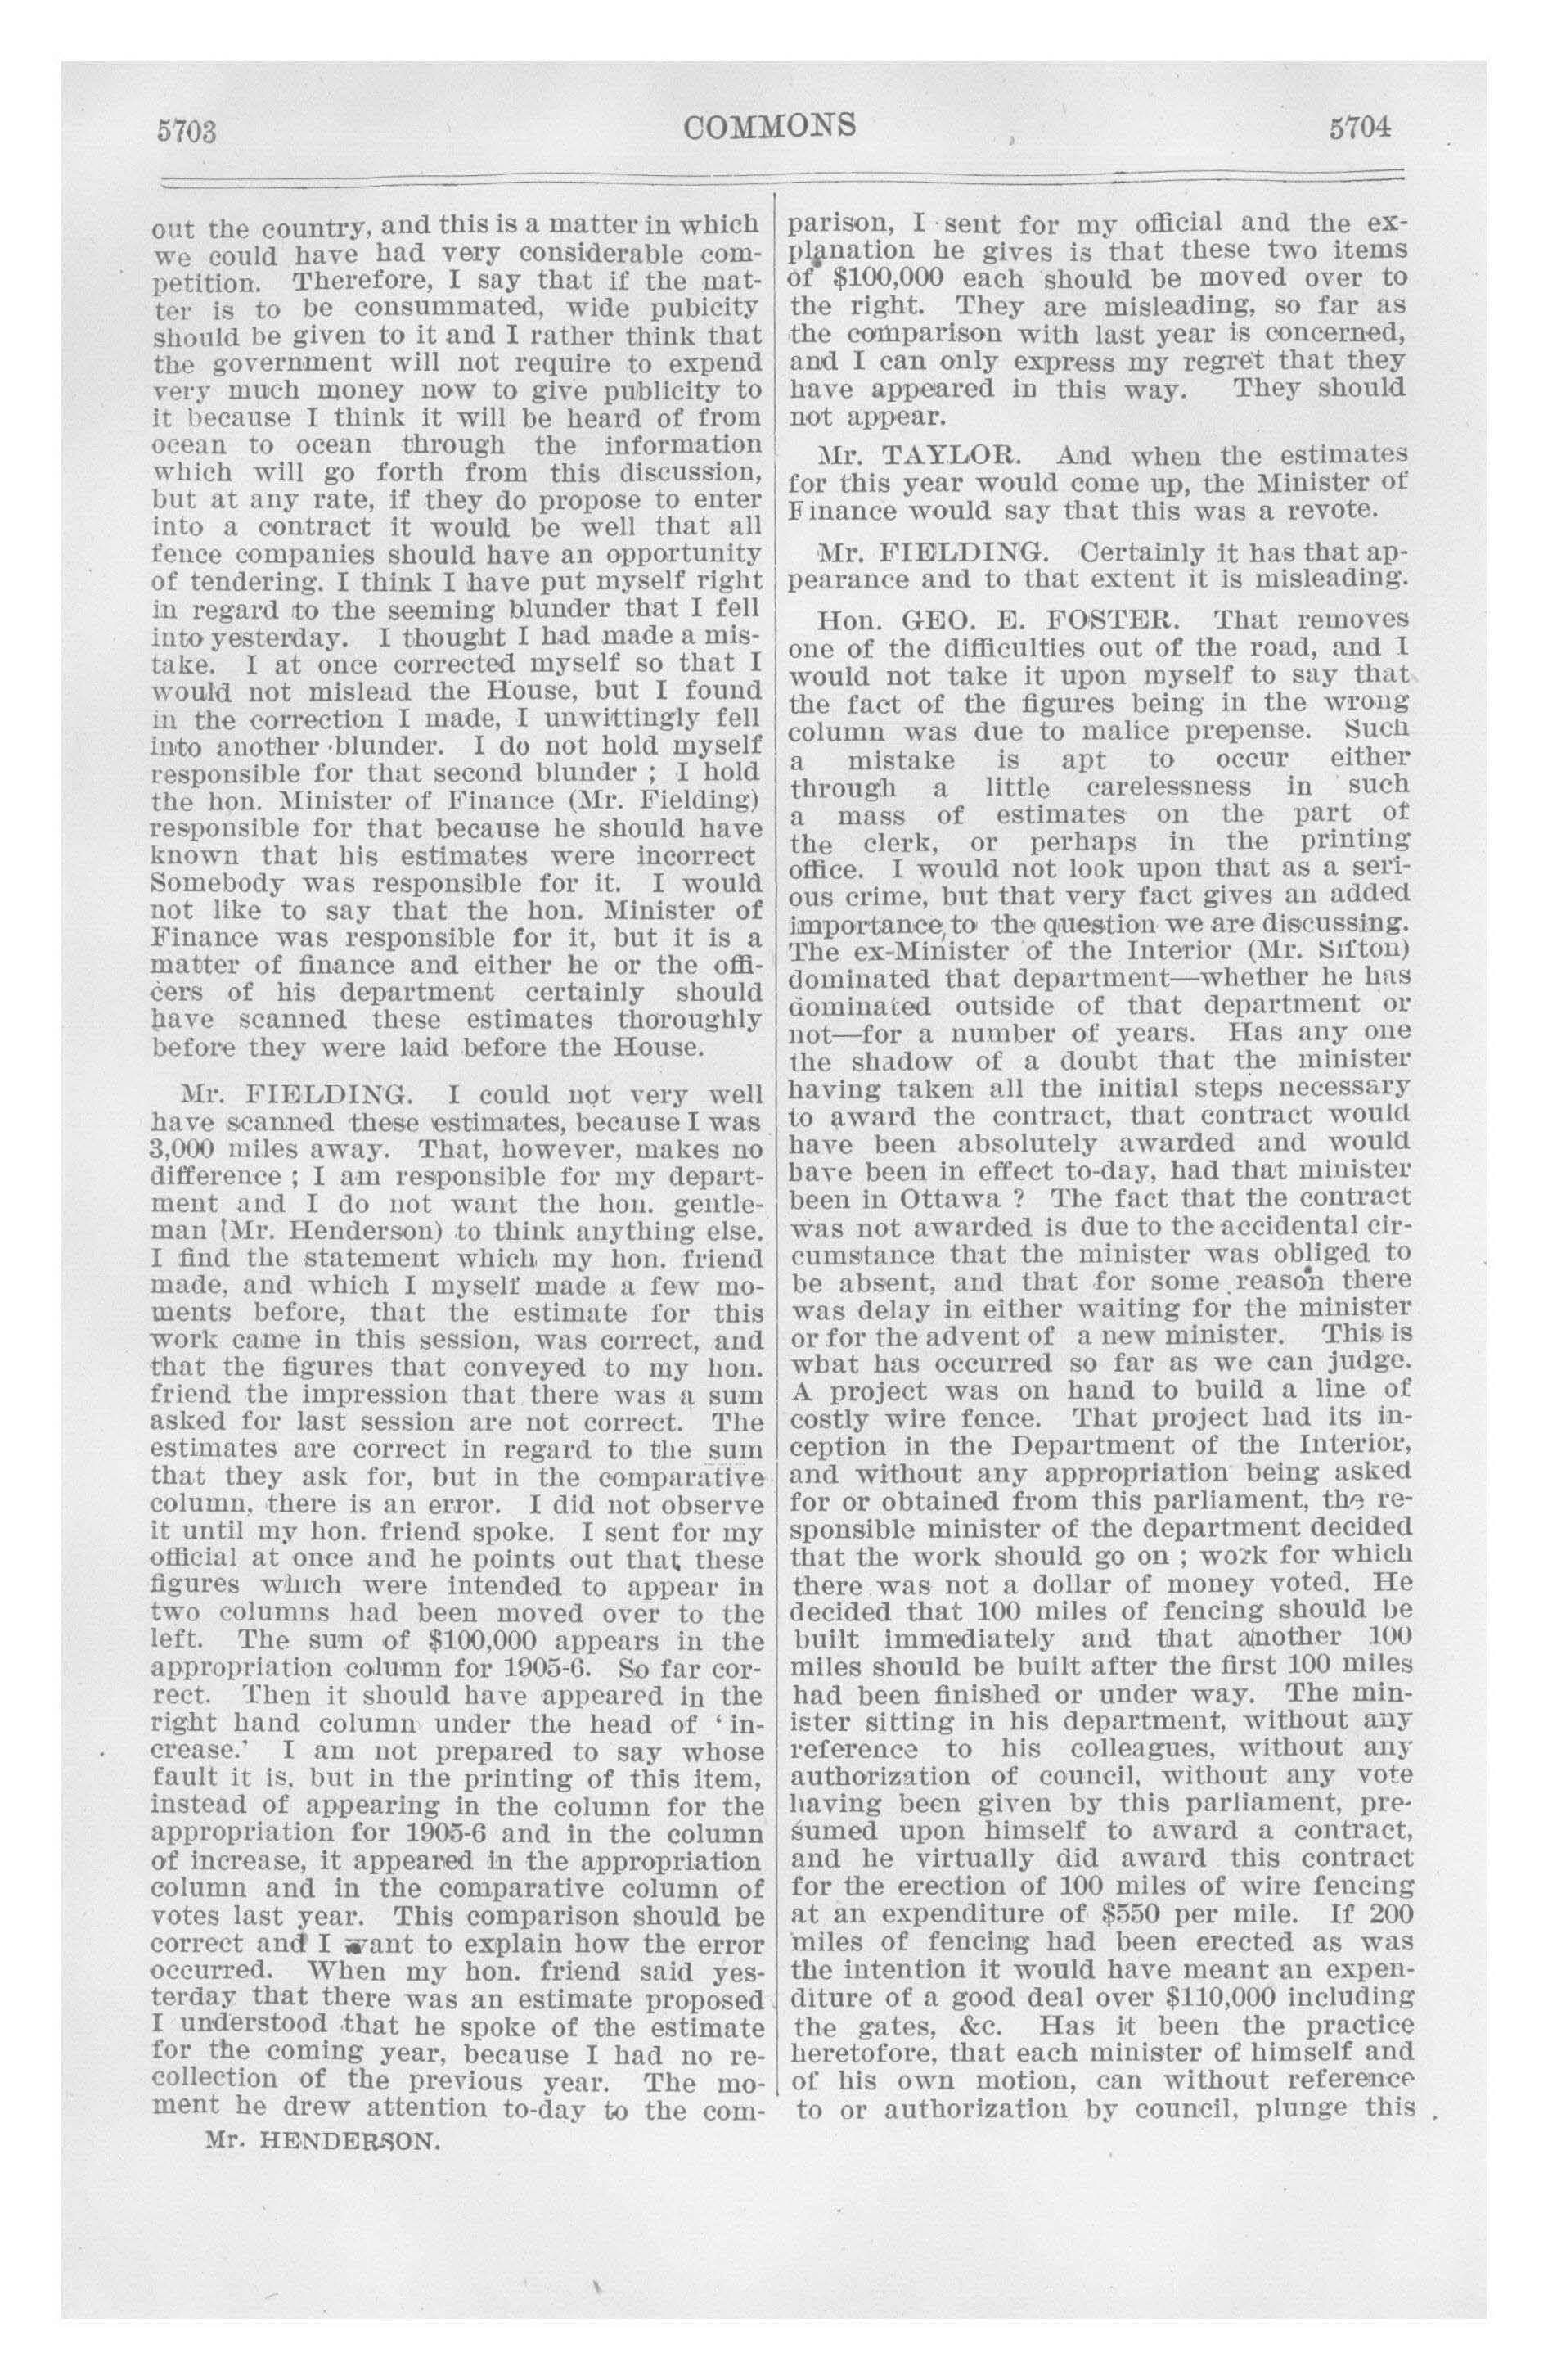 5703 COMMONS 5704
out the country, and this is a matter in which
we could have had very considerable com-
petition. Therefore, I say that if the mat-
ter is to be consummated, wide pubicity
should be given to it and I rather think that
the government will not require to expend
very much money now to give publicity to
it because I think it will be heard of from
ocean to ocean through the information
which will go forth from this discussion,
but at any rate, if they do propose to enter
into a contract it would be well that all
fence companies should have an opportunity
of tendering. I think I have put myself right
in regard to the seeming blunder that I fell
into yesterday. I thought I had made a mis-
take. I at once corrected myself so that I
would not mislead the House, but I found
in the correction I made, I unwittingly fell
into another blunder. I do not hold myself
responsible for that second blunder ; I hold
the hon. Minister of Finance (Mr. Fielding)
responsible for that because he should have
known that his estimates were incorrect
Somebody was responsible for it. I would
not like to say that the hon. Minister of
Finance was responsible for it, but it is a
matter of finance and either he or the offi-
cers of his department certainly should
have scanned these estimates thoroughly
before they were laid before the House.
Mr. FIELDING. I could not very well
have scanned these estimates, because I was
3,000 miles away. That, however, makes no
difference ; I am responsible for my depart-
ment and I do not want the hon. gentle-
man (Mr. Henderson) to think anything else.
I find the statement which my hon. friend
made, and which I myself made a few mo-
ments before, that the estimate for this
work came in this session, was correct, and
that the figures that conveyed to my hon.
friend the impression that there was a sum
asked for last session are not correct. The
estimates are correct in regard to the sum
that they ask for, but in the comparative
column, there is an error. I did not observe
it until my hon. friend spoke. I sent for my
official at once and he points out that these
figures which were intended to appear in
two columns had been moved over to the
left. The sum of $100,000 appears in the
appropriation column for 1905-6. So far cor-
rect. Then it should have appeared in the
right hand column under the head of 'in-
crease.' I am not prepared to say whose
fault it is, but in the printing of this item,
instead of appearing in the column for the
appropriation for 1905-6 and in the column
of increase, it appeared in the appropriation
column and in the comparative column of
votes last year. This comparison should be
correct and I want to explain how the error
occurred. When my hon. friend said yes-
terday that there was an estimate proposed
I understood that he spoke of the estimate
for the coming year, because I had no re-
collection of the previous year. The mo-
ment he drew attention to-day to the com-
Mr. HENDERSON.
parison, I sent for my official and the ex-
planation he gives is that these two items
of $100,000 each should be moved over to
the right. They are misleading, so far as
the comparison with last year is concerned,
and I can only express my regret that they
have appeared in this way. They should
not appear.
Mr. TAYLOR. And when the estimates
for this year would come up, the Minister of
Finance would say that this was a revote.
Mr. FIELDING. Certainly it has that ap-
pearance and to that extent it is misleading.
Hon. GEO. E. FOSTER. That removes
one of the difficulties out of the road, and I
would not take it upon myself to say that
the fact of the figures being in the wrong
column was due to malice prepense. Such
a mistake is apt to occur either
through a little carelessness in such
a mass of estimates on the part of
the clerk, or perhaps in the printing
office. I would not look upon that as a seri-
ous crime, but that very fact gives an added
importance to the question we are discussing.
The ex-Minister of the Interior (Mr. Sifton)
dominated that department—whether he has
dominated outside of that department or
not—for a number of years. Has any one
the shadow of a doubt that the minister
having taken all the initial steps necessary
to award the contract, that contract would
have been absolutely awarded and would
have been in effect to-day, had that minister
been in Ottawa ? The fact that the contract
was not awarded is due to the accidental cir-
cumstance that the minister was obliged to
be absent, and that for some reason there
was delay in either waiting for the minister
or for the advent of a new minister. This is
what has occurred so far as we can judge.
A project was on hand to build a line of
costly wire fence. That project had its in-
ception in the Department of the Interior,
and without any appropriation being asked
for or obtained from this parliament, the re-
sponsible minister of the department decided
that the work should go on ; work for which
there was not a dollar of money voted. He
decided that 100 miles of fencing should be
built immediately and that another 100
miles should be built after the first 100 miles
had been finished or under way. The min-
ister sitting in his department, without any
reference to his colleagues, without any
authorization of council, without any vote
having been given by this parliament, pre-
sumed upon himself to award a contract,
and he virtually did award this contract
for the erection of 100 miles of wire fencing
at an expenditure of $550 per mile. If 200
miles of fencing had been erected as was
the intention it would have meant an expen-
diture of a good deal over $110,000 including
the gates, &c. Has it been the practice
heretofore, that each minister of himself and
of his own motion, can without reference
to or authorization by council, plunge this